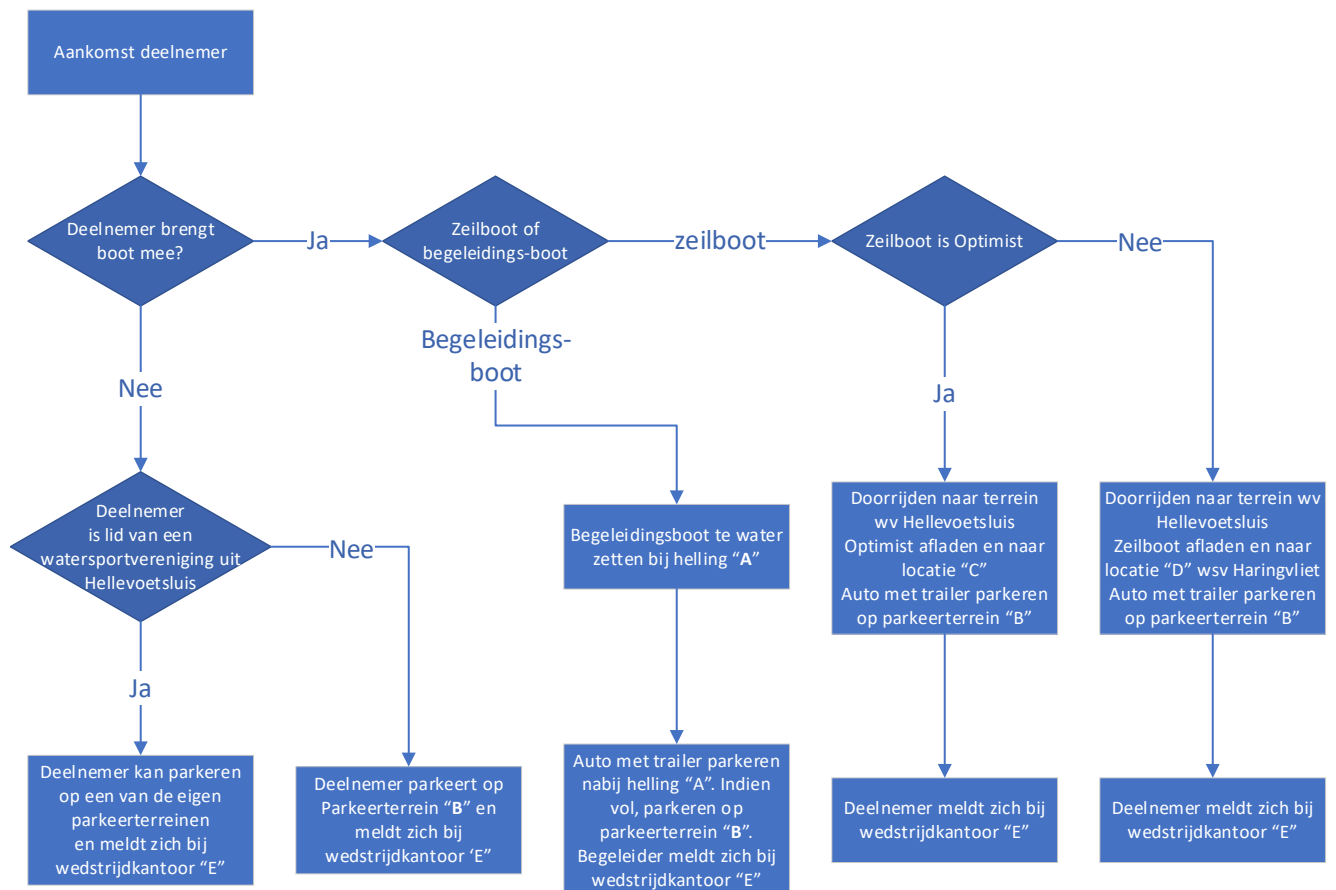 Aankomst deelnemer
Deelnemer brengt
boot mee?
Ja
Zeilboot of
begeleidings-boot
zeilboot
Zeilboot is Optimist
Nee
Begeleidings-
boot
Nee
Ja
Deelnemer
is lid van een
watersportvereniging uit
Hellevoetsluis
Nee
Begeleidingsboot te water
zetten bij helling “A”
Doorrijden naar terrein
wv Hellevoetsluis
Optimist afladen en naar
locatie “C”
Auto met trailer parkeren
op parkeerterrein “B”
Doorrijden naar terrein wv
Hellevoetsluis
Zeilboot afladen en naar
locatie “D” wsv Haringvliet
Auto met trailer parkeren
op parkeerterrein “B”
Ja
Deelnemer kan parkeren
op een van de eigen
parkeerterreinen
en meldt zich bij
wedstrijdkantoor “E”
Deelnemer parkeert op
Parkeerterrein “B” en
meldt zich bij
wedstrijdkantoor ‘E”
Auto met trailer parkeren
nabij helling “A”. Indien
vol, parkeren op
parkeerterrein “B”.
Begeleider meldt zich bij
wedstrijdkantoor “E”
Deelnemer meldt zich bij
wedstrijdkantoor “E”
Deelnemer meldt zich bij
wedstrijdkantoor “E”